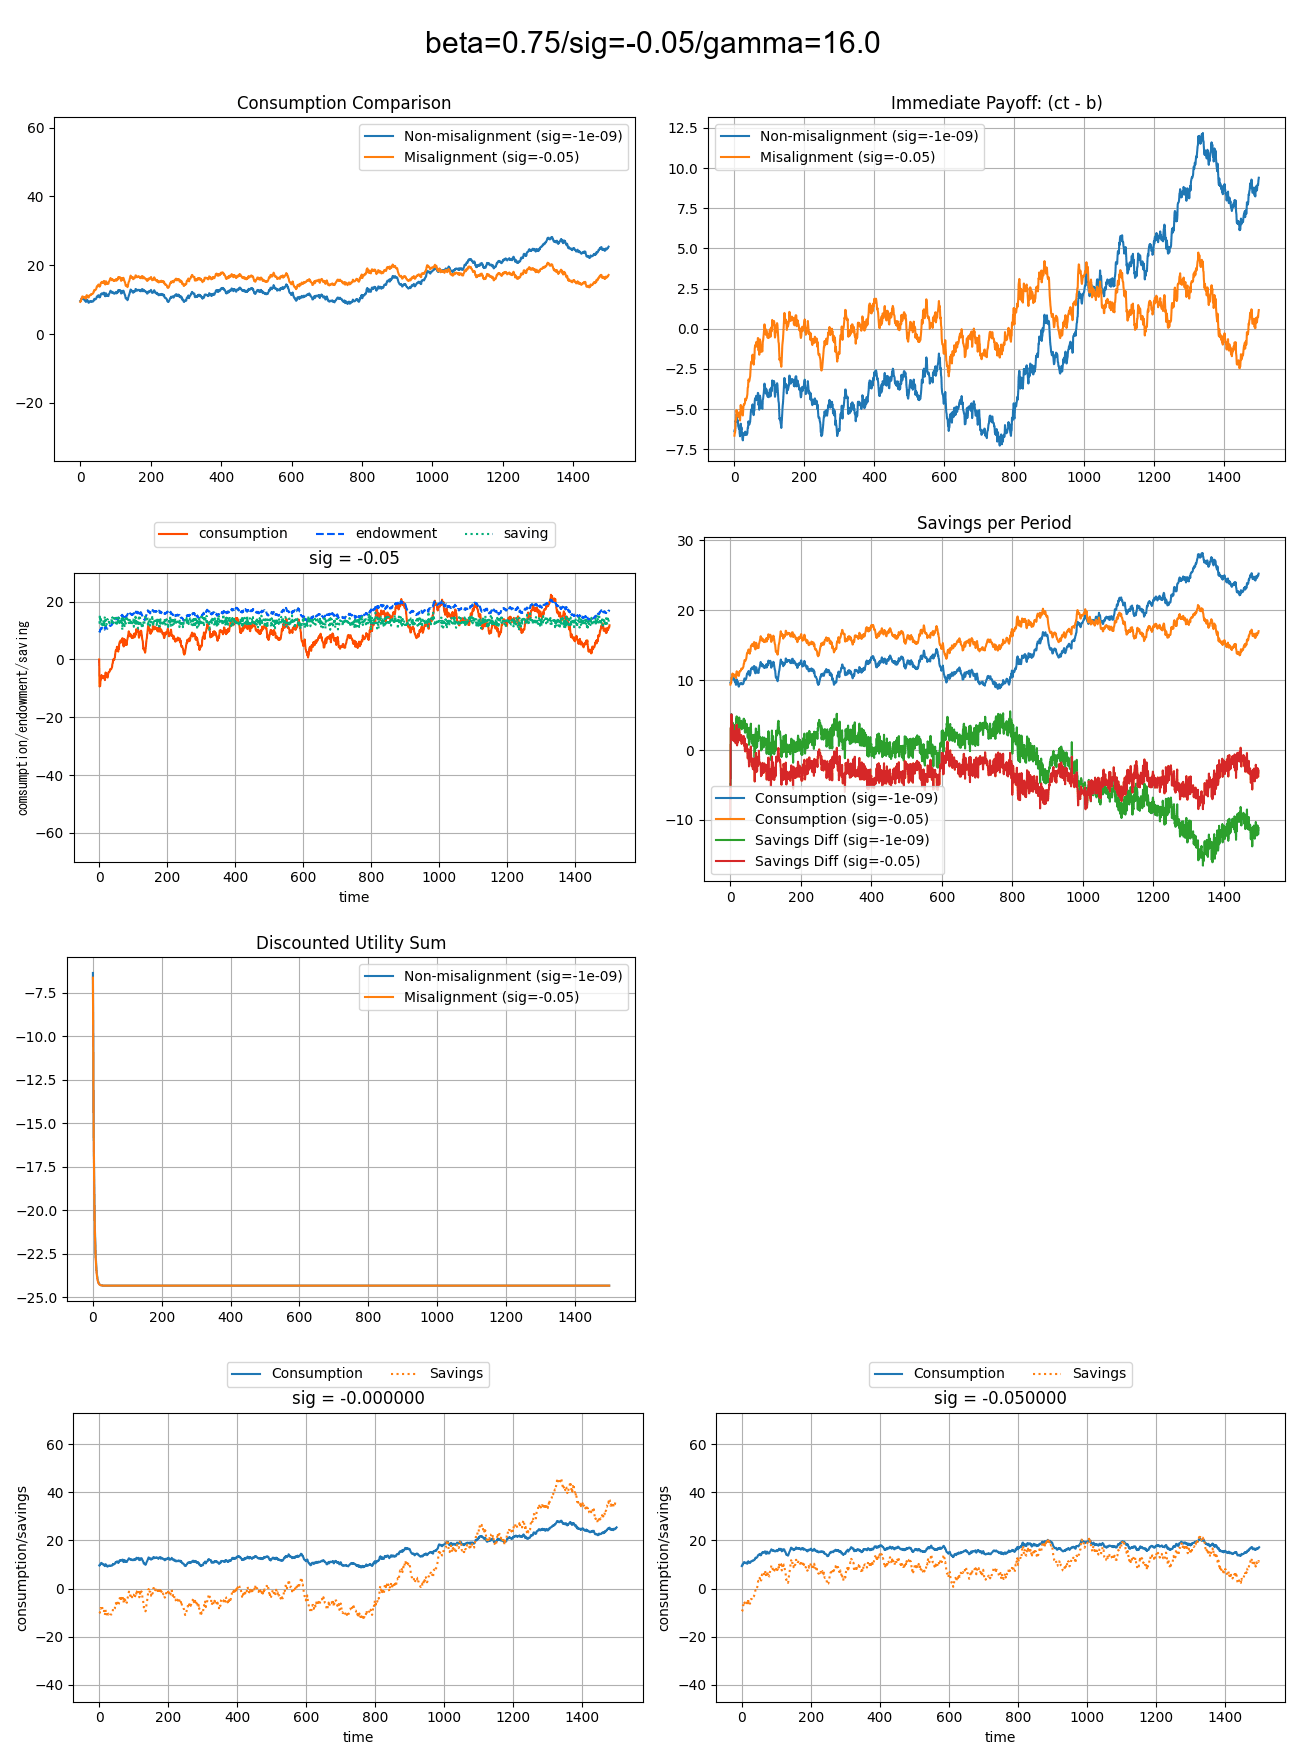 beta=0.75/sig=-0.05/gamma=16.0
Consumption Comparison
60
40
20
0
−20
0 200 400 600 800 1000 1200 1400
Non-misalignment (sig=-1e-09)
Misalignment (sig=-0.05)
Immediate Payoff: (ct - b)
12.5
10.0
7.5
5.0
2.5
0.0
−2.5
−5.0
−7.5
0 200 400 600 800 1000 1200 1400
Non-misalignment (sig=-1e-09)
Misalignment (sig=-0.05)
consumption endowment saving
sig = -0.05
comsumption/endowment/saving
20
0
−20
−40
−60
0 200 400 600 800 1000 1200 1400
time
Savings per Period
30
20
10
0
−10
0 200 400 600 800 1000 1200 1400
Consumption (sig=-1e-09)
Consumption (sig=-0.05)
Savings Diff (sig=-1e-09)
Savings Diff (sig=-0.05)
Discounted Utility Sum
−7.5
−10.0
−12.5
−15.0
−17.5
−20.0
−22.5
−25.0
0 200 400 600 800 1000 1200 1400
Non-misalignment (sig=-1e-09)
Misalignment (sig=-0.05)
Consumption Savings
sig = -0.000000
consumption/savings
60
40
20
0
−20
−40
0 200 400 600 800 1000 1200 1400
time
Consumption Savings
sig = -0.050000
consumption/savings
60
40
20
0
−20
−40
0 200 400 600 800 1000 1200 1400
time